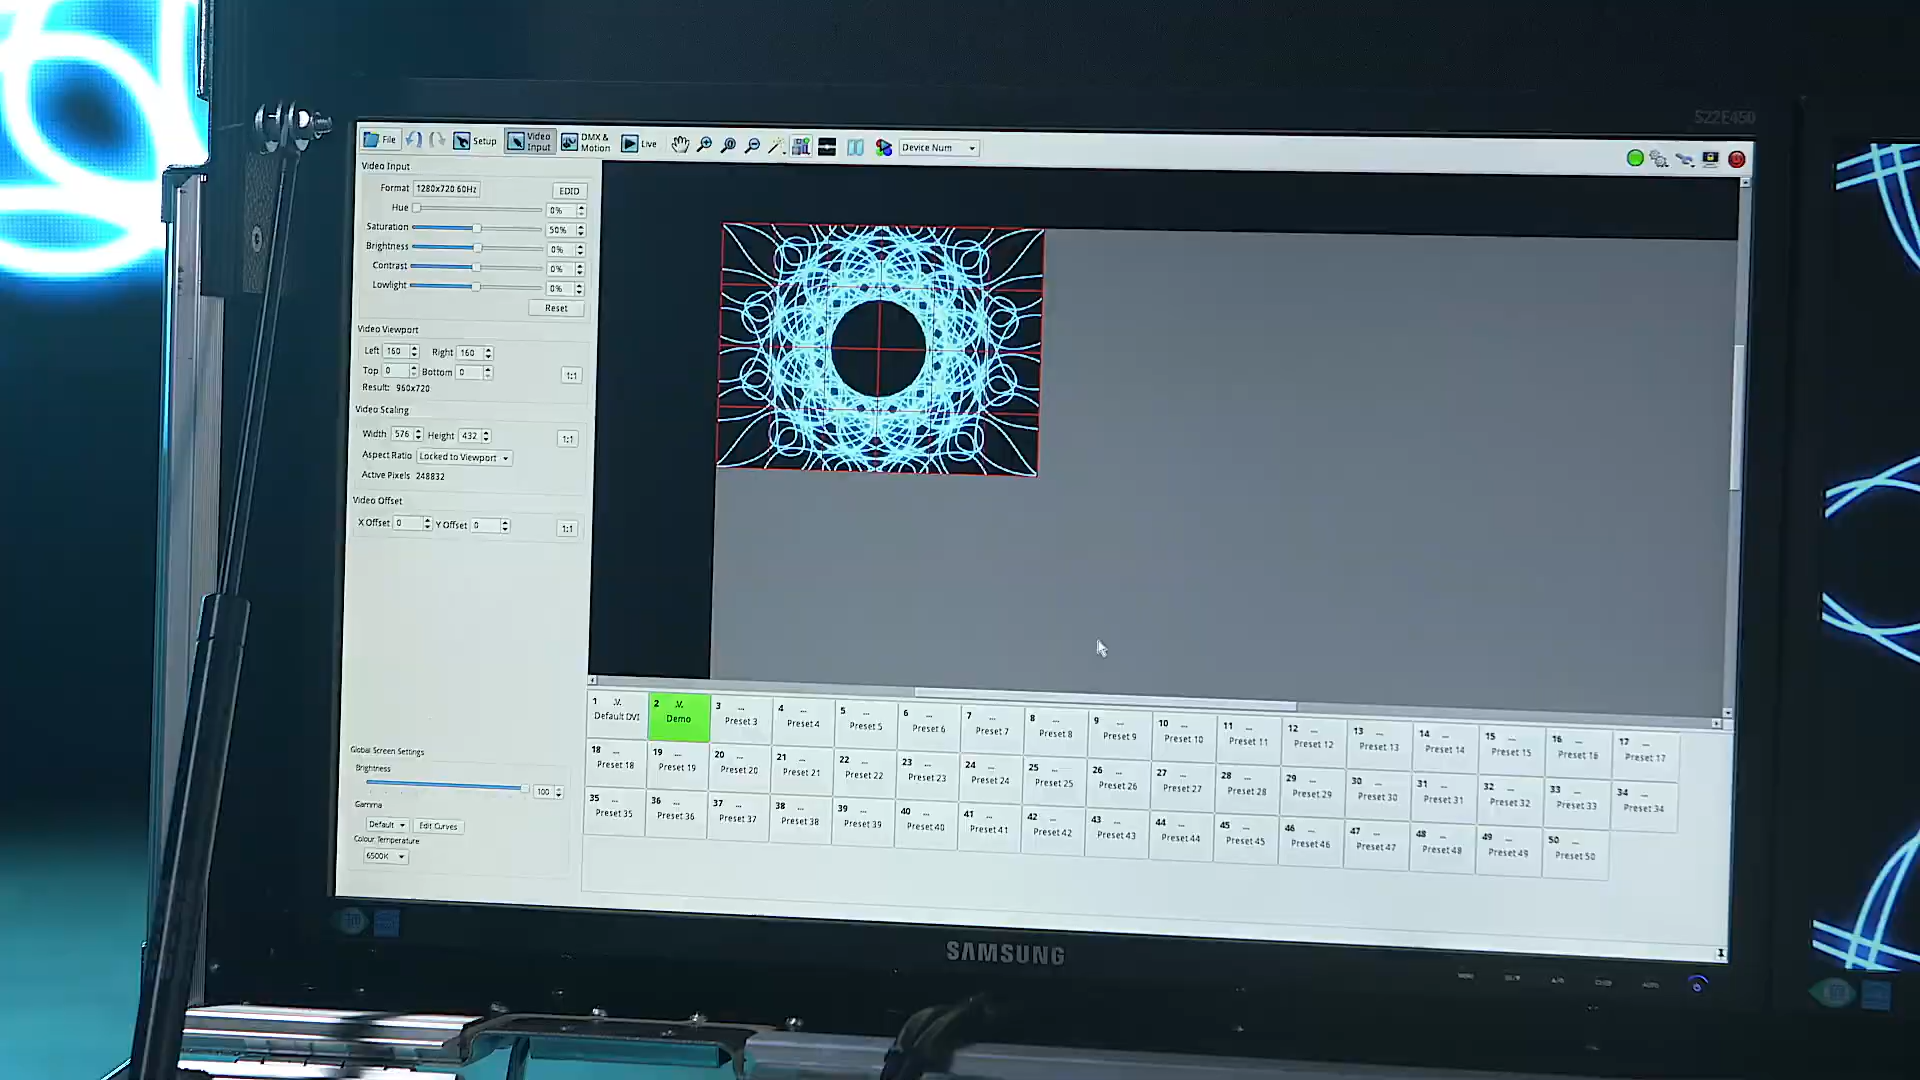 S22E450
File Setup Video Input DMX & Motion Live Device Num
Video Input
Format 1280x720 60Hz EDID
Hue 0%
Saturation 50%
Brightness 0%
Contrast 0%
Lowlight 0%
Reset
Video Viewport
Left 160 Right 160
Top 0 Bottom 0 1:1
Result: 960x720
Video Scaling
Width 576 Height 432 1:1
Aspect Ratio Locked to Viewport
Active Pixels 248832
Video Offset
X Offset 0 Y Offset 0 1:1
Global Screen Settings
Brightness
100
Gamma
Default Edit Curves
Colour Temperature
6500K
1 .V. 2 .V. 3 ... 4 ... 5 ... 6 ... 7 ... 8 ... 9 ... 10 ... 11 ... 12 ... 13 ... 14 ... 15 ... 16 ... 17 ...
Default DVI Demo Preset 3 Preset 4 Preset 5 Preset 6 Preset 7 Preset 8 Preset 9 Preset 10 Preset 11 Preset 12 Preset 13 Preset 14 Preset 15 Preset 16 Preset 17
18 ... 19 ... 20 ... 21 ... 22 ... 23 ... 24 ... 25 ... 26 ... 27 ... 28 ... 29 ... 30 ... 31 ... 32 ... 33 ... 34 ...
Preset 18 Preset 19 Preset 20 Preset 21 Preset 22 Preset 23 Preset 24 Preset 25 Preset 26 Preset 27 Preset 28 Preset 29 Preset 30 Preset 31 Preset 32 Preset 33 Preset 34
35 ... 36 ... 37 ... 38 ... 39 ... 40 ... 41 ... 42 ... 43 ... 44 ... 45 ... 46 ... 47 ... 48 ... 49 ... 50 ...
Preset 35 Preset 36 Preset 37 Preset 38 Preset 39 Preset 40 Preset 41 Preset 42 Preset 43 Preset 44 Preset 45 Preset 46 Preset 47 Preset 48 Preset 49 Preset 50
SAMSUNG
MENU AUTO